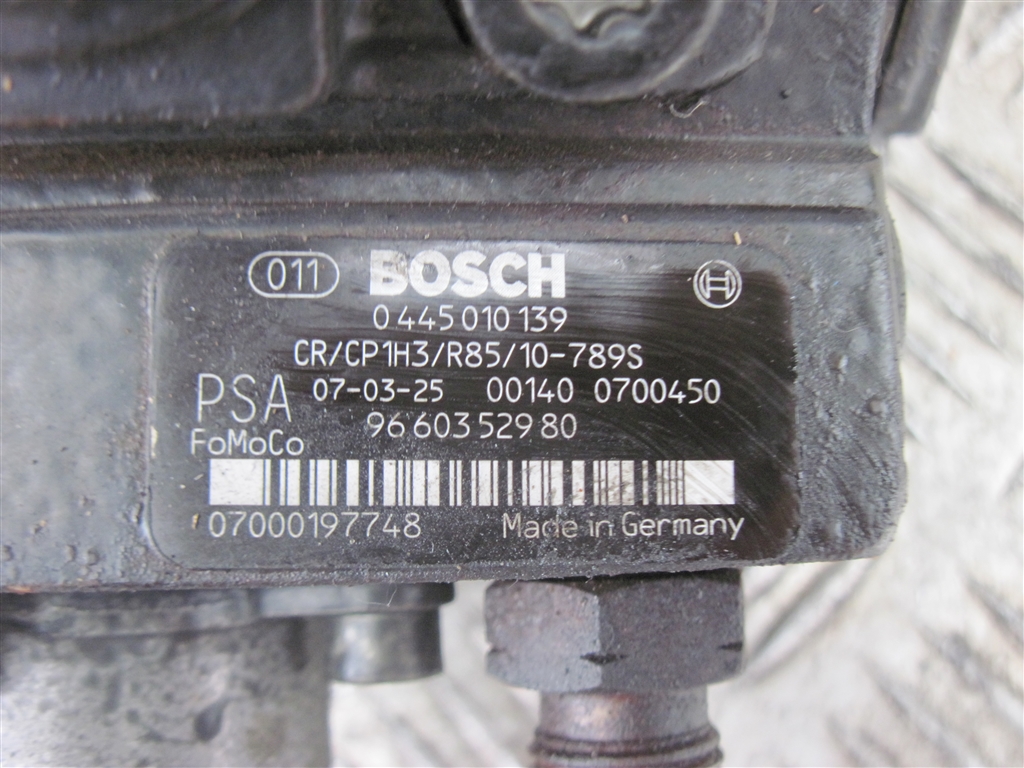 011 BOSCH
0 445 010 139
CR/CP1H3/R85/10-789S
PSA 07-03-25 00140 0700450
FoMoCo 96 603 529 80
07000197748 Made in Germany